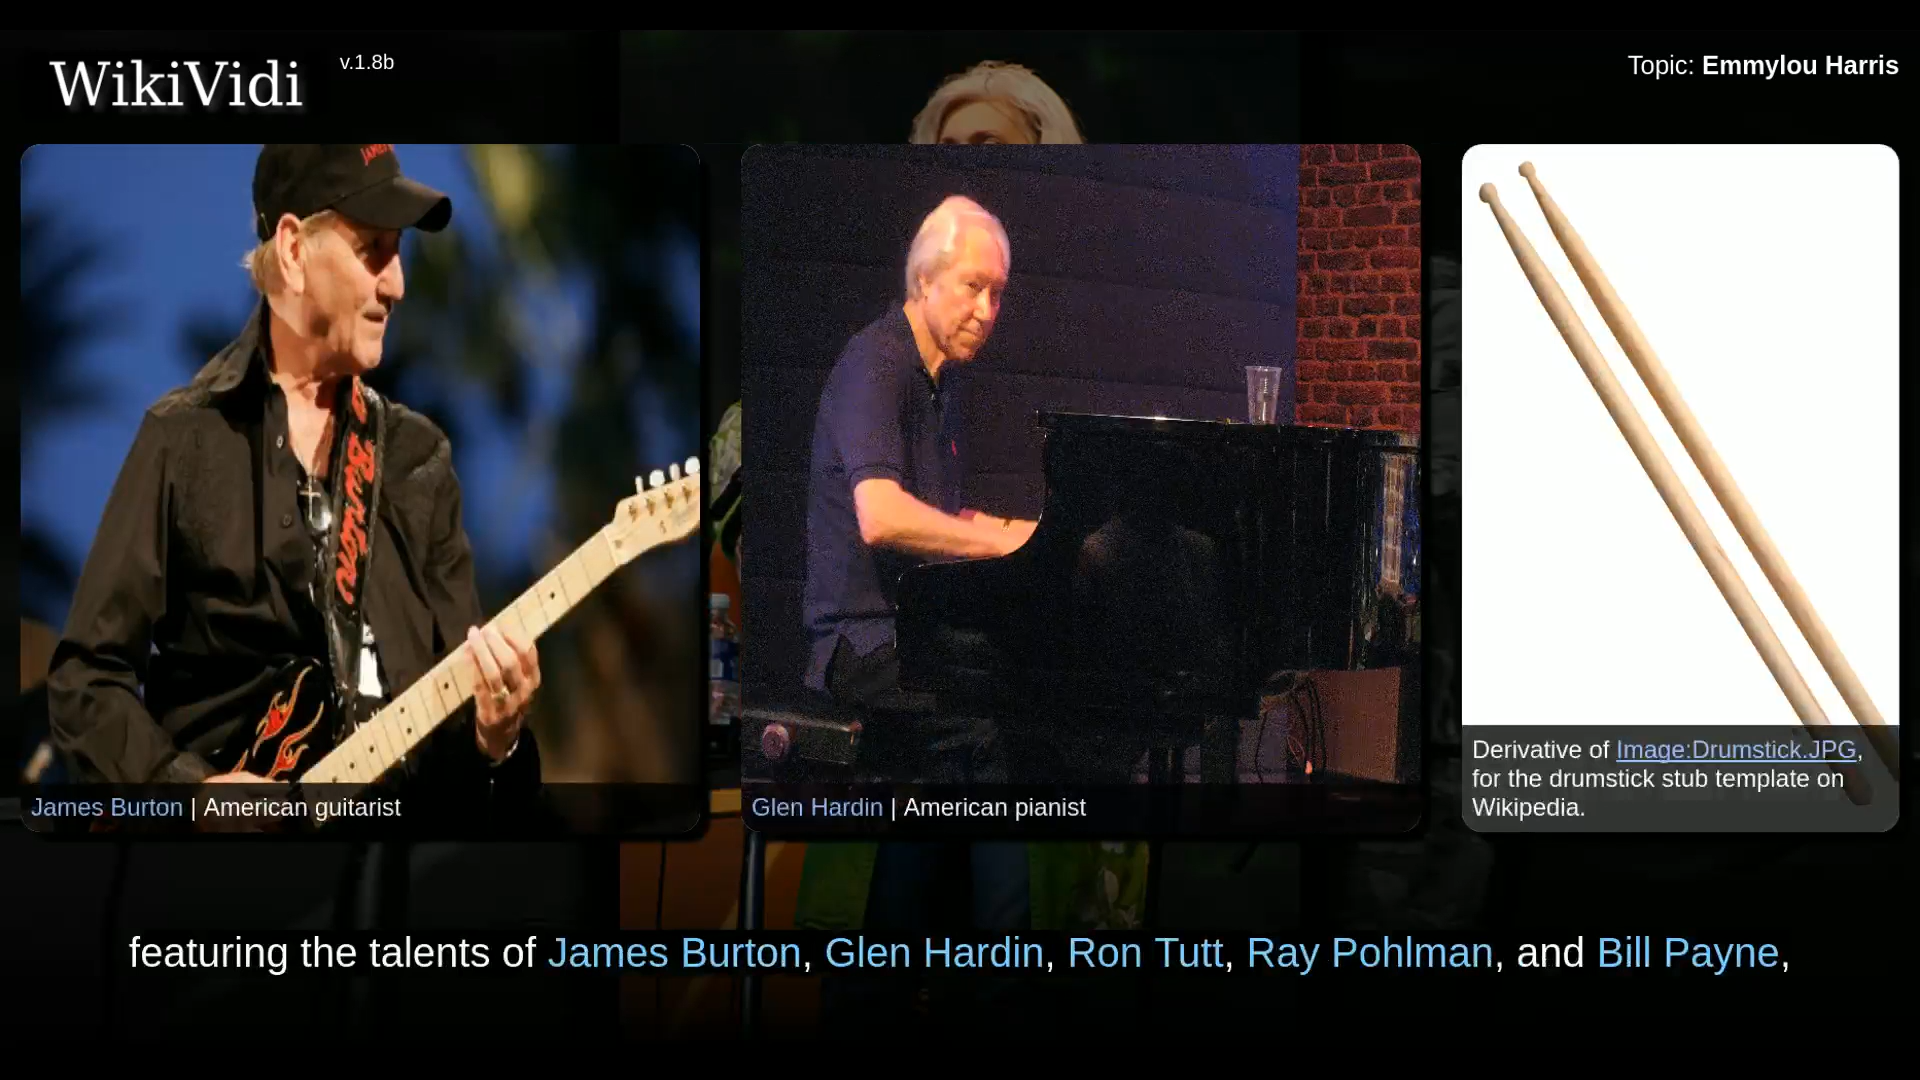 WikiVidi
v.1.8b
Topic: Emmylou Harris
James Burton | American guitarist
Glen Hardin | American pianist
Derivative of Image:Drumstick.JPG,
for the drumstick stub template on
Wikipedia.
featuring the talents of James Burton, Glen Hardin, Ron Tutt, Ray Pohlman, and Bill Payne,